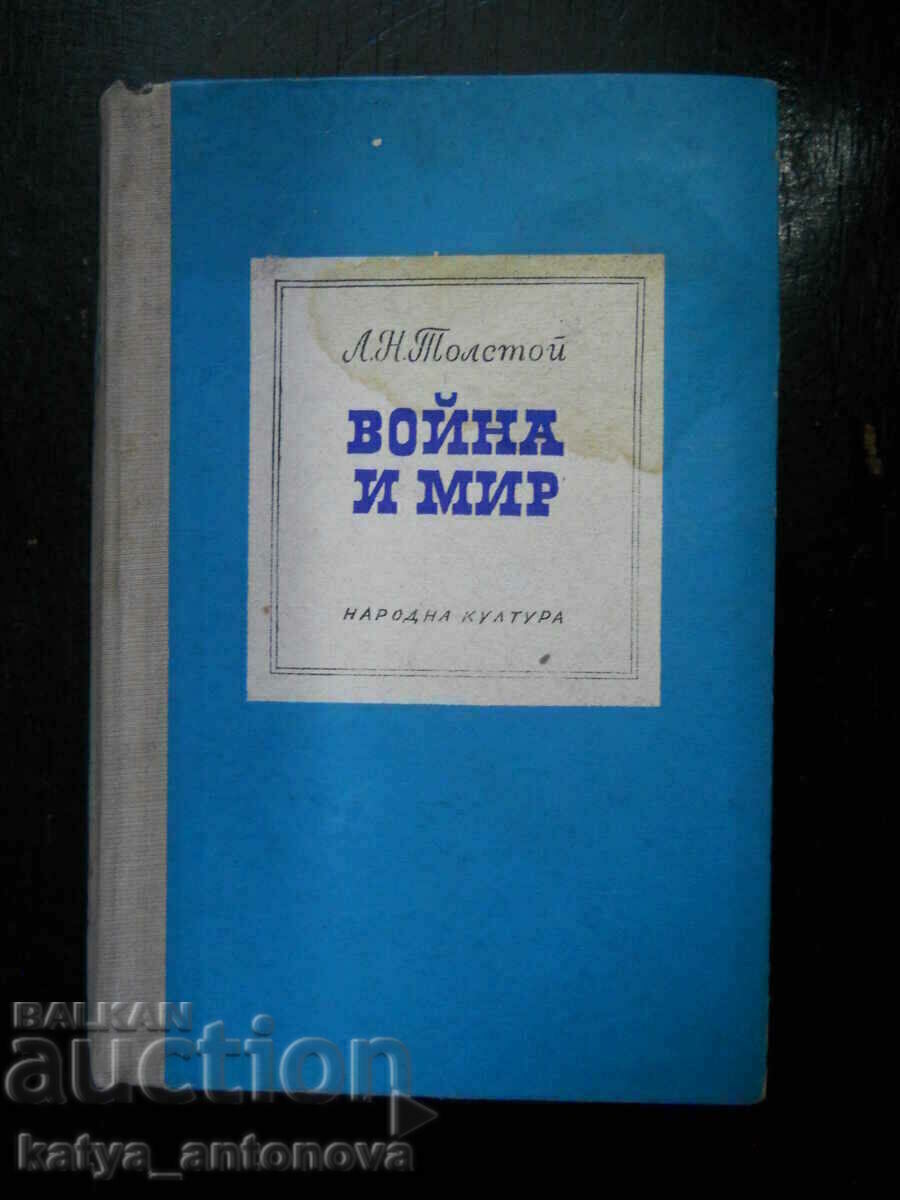 Л.Н.Толстой
ВОЙНА
И МИР
НАРОДНА КУЛТУРА
BALKAN
auction
katya_antonova